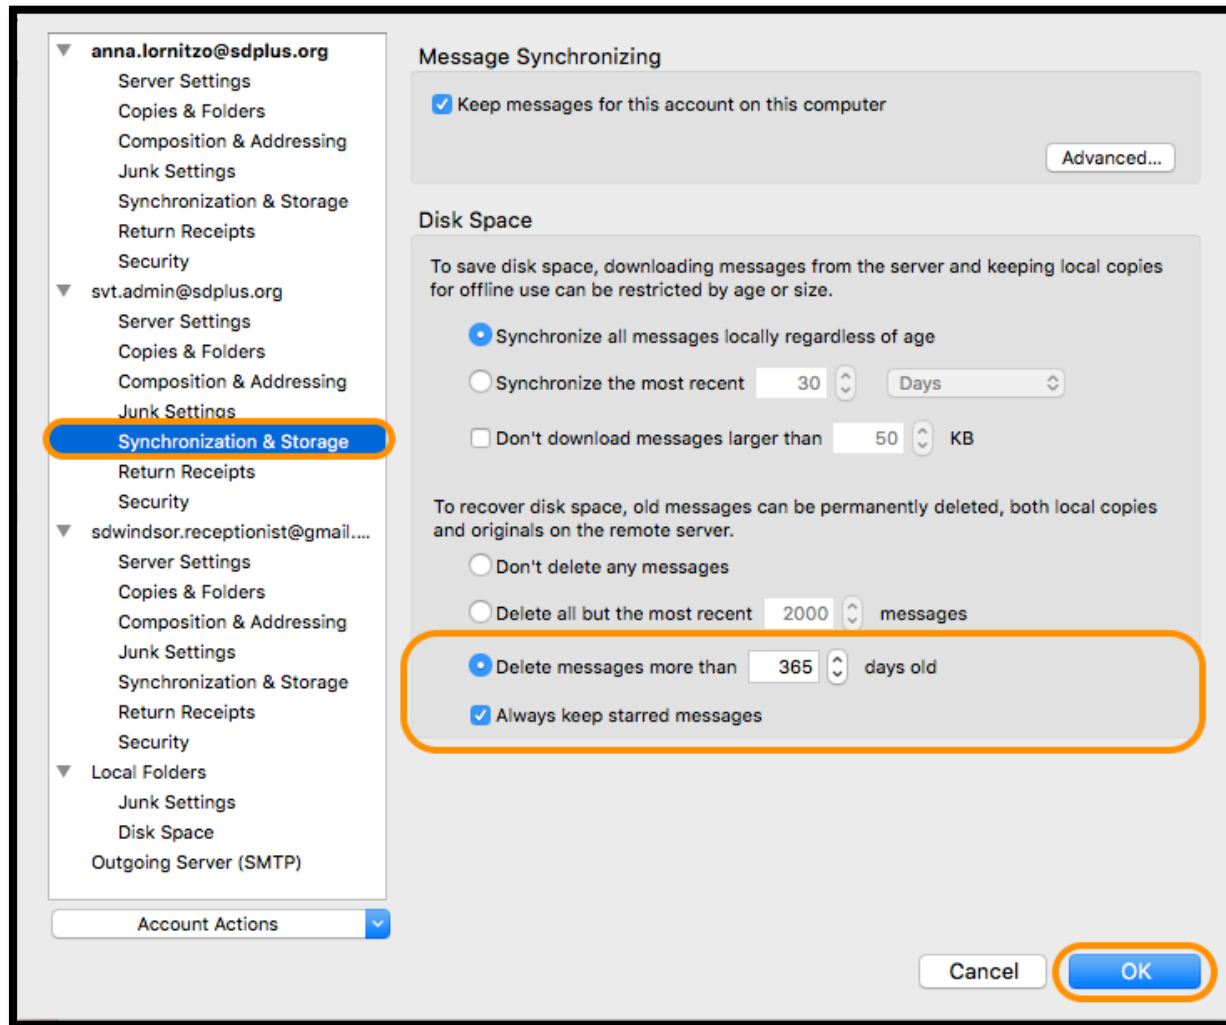 anna.lornitzo@sdplus.org
Server Settings
Copies & Folders
Composition & Addressing
Junk Settings
Synchronization & Storage
Return Receipts
Security
svt.admin@sdplus.org
Server Settings
Copies & Folders
Composition & Addressing
Junk Settings
Synchronization & Storage
Return Receipts
Security
sdwindsor.receptionist@gmail....
Server Settings
Copies & Folders
Composition & Addressing
Junk Settings
Synchronization & Storage
Return Receipts
Security
Local Folders
Junk Settings
Disk Space
Outgoing Server (SMTP)
Account Actions
Message Synchronizing
Keep messages for this account on this computer
Advanced...
Disk Space
To save disk space, downloading messages from the server and keeping local copies
for offline use can be restricted by age or size.
Synchronize all messages locally regardless of age
Synchronize the most recent 30 Days
Don't download messages larger than 50 KB
To recover disk space, old messages can be permanently deleted, both local copies
and originals on the remote server.
Don't delete any messages
Delete all but the most recent 2000 messages
Delete messages more than 365 days old
Always keep starred messages
Cancel OK